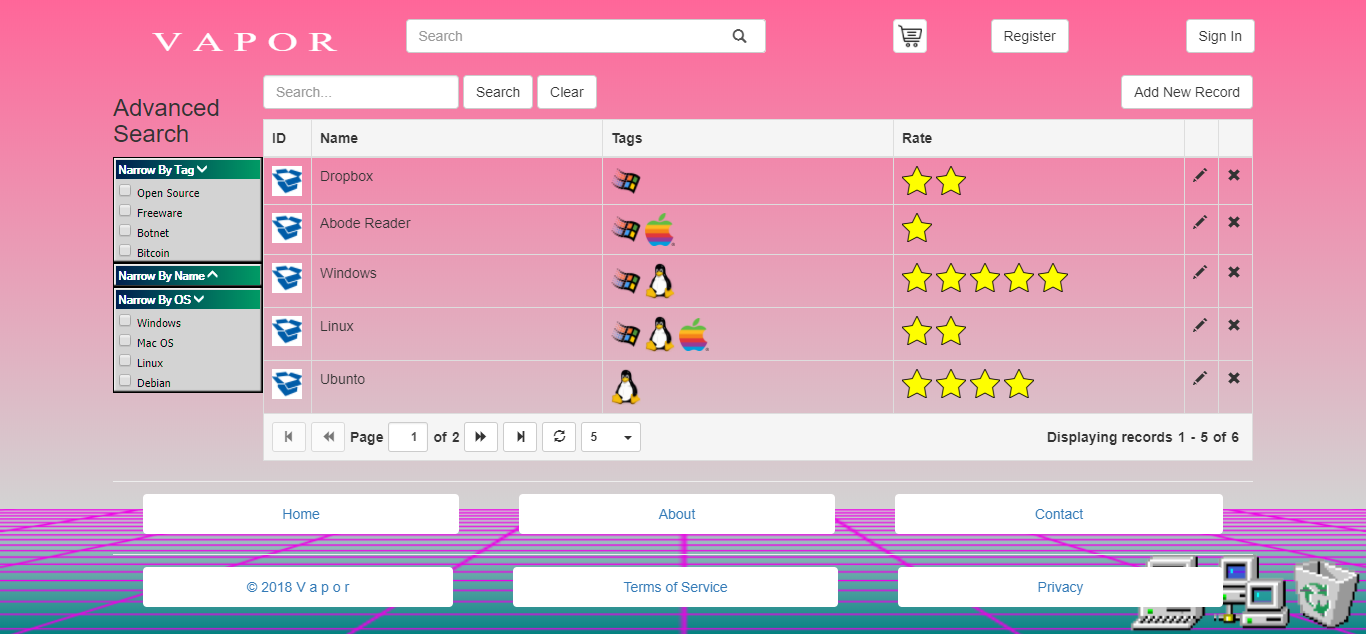 V A P O R
Search
Register
Sign In
Advanced
Search
Search...
Search
Clear
Add New Record
Narrow By Tag
Open Source
Freeware
Botnet
Bitcoin
Narrow By Name
Narrow By OS
Windows
Mac OS
Linux
Debian
ID Name Tags Rate
Dropbox
Abode Reader
Windows
Linux
Ubunto
Page 1 of 2 5 Displaying records 1 - 5 of 6
Home About Contact
© 2018 V a p o r Terms of Service Privacy